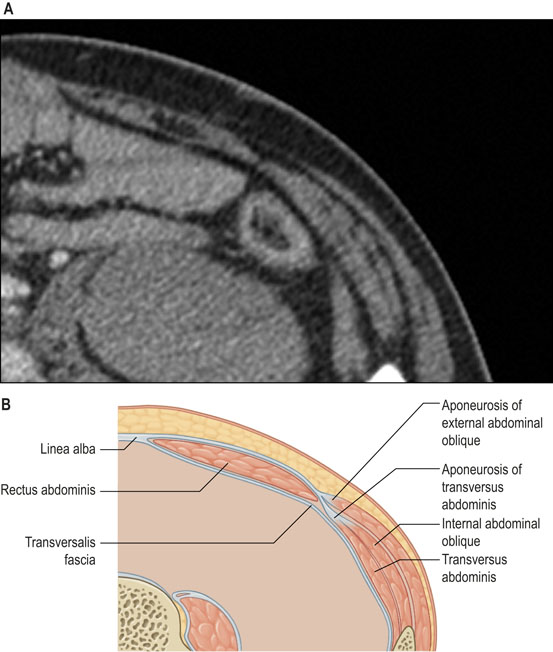 A
B
Linea alba
Rectus abdominis
Transversalis
fascia
Aponeurosis of
external abdominal
oblique
Aponeurosis of
transversus
abdominis
Internal abdominal
oblique
Transversus
abdominis